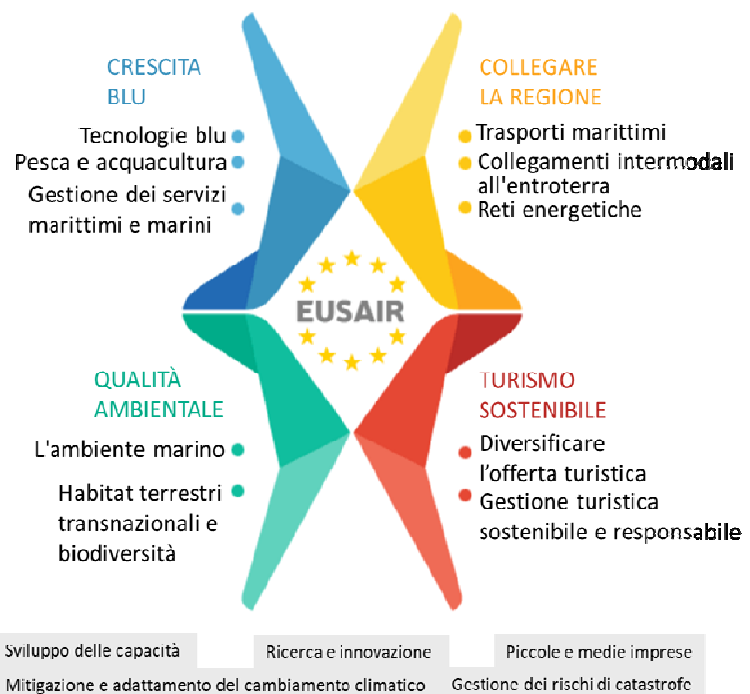 CRESCITA
BLU
Tecnologie blu
Pesca e acquacultura
Gestione dei servizi
marittimi e marini
COLLEGARE
LA REGIONE
Trasporti marittimi
Collegamenti intermodali
all'entroterra
Reti energetiche
EUSAIR
QUALITÀ
AMBIENTALE
L'ambiente marino
Habitat terrestri
transnazionali e
biodiversità
TURISMO
SOSTENIBILE
Diversificare
l'offerta turistica
Gestione turistica
sostenibile e responsabile
Sviluppo delle capacità
Ricerca e innovazione
Piccole e medie imprese
Mitigazione e adattamento del cambiamento climatico
Gestione dei rischi di catastrofe